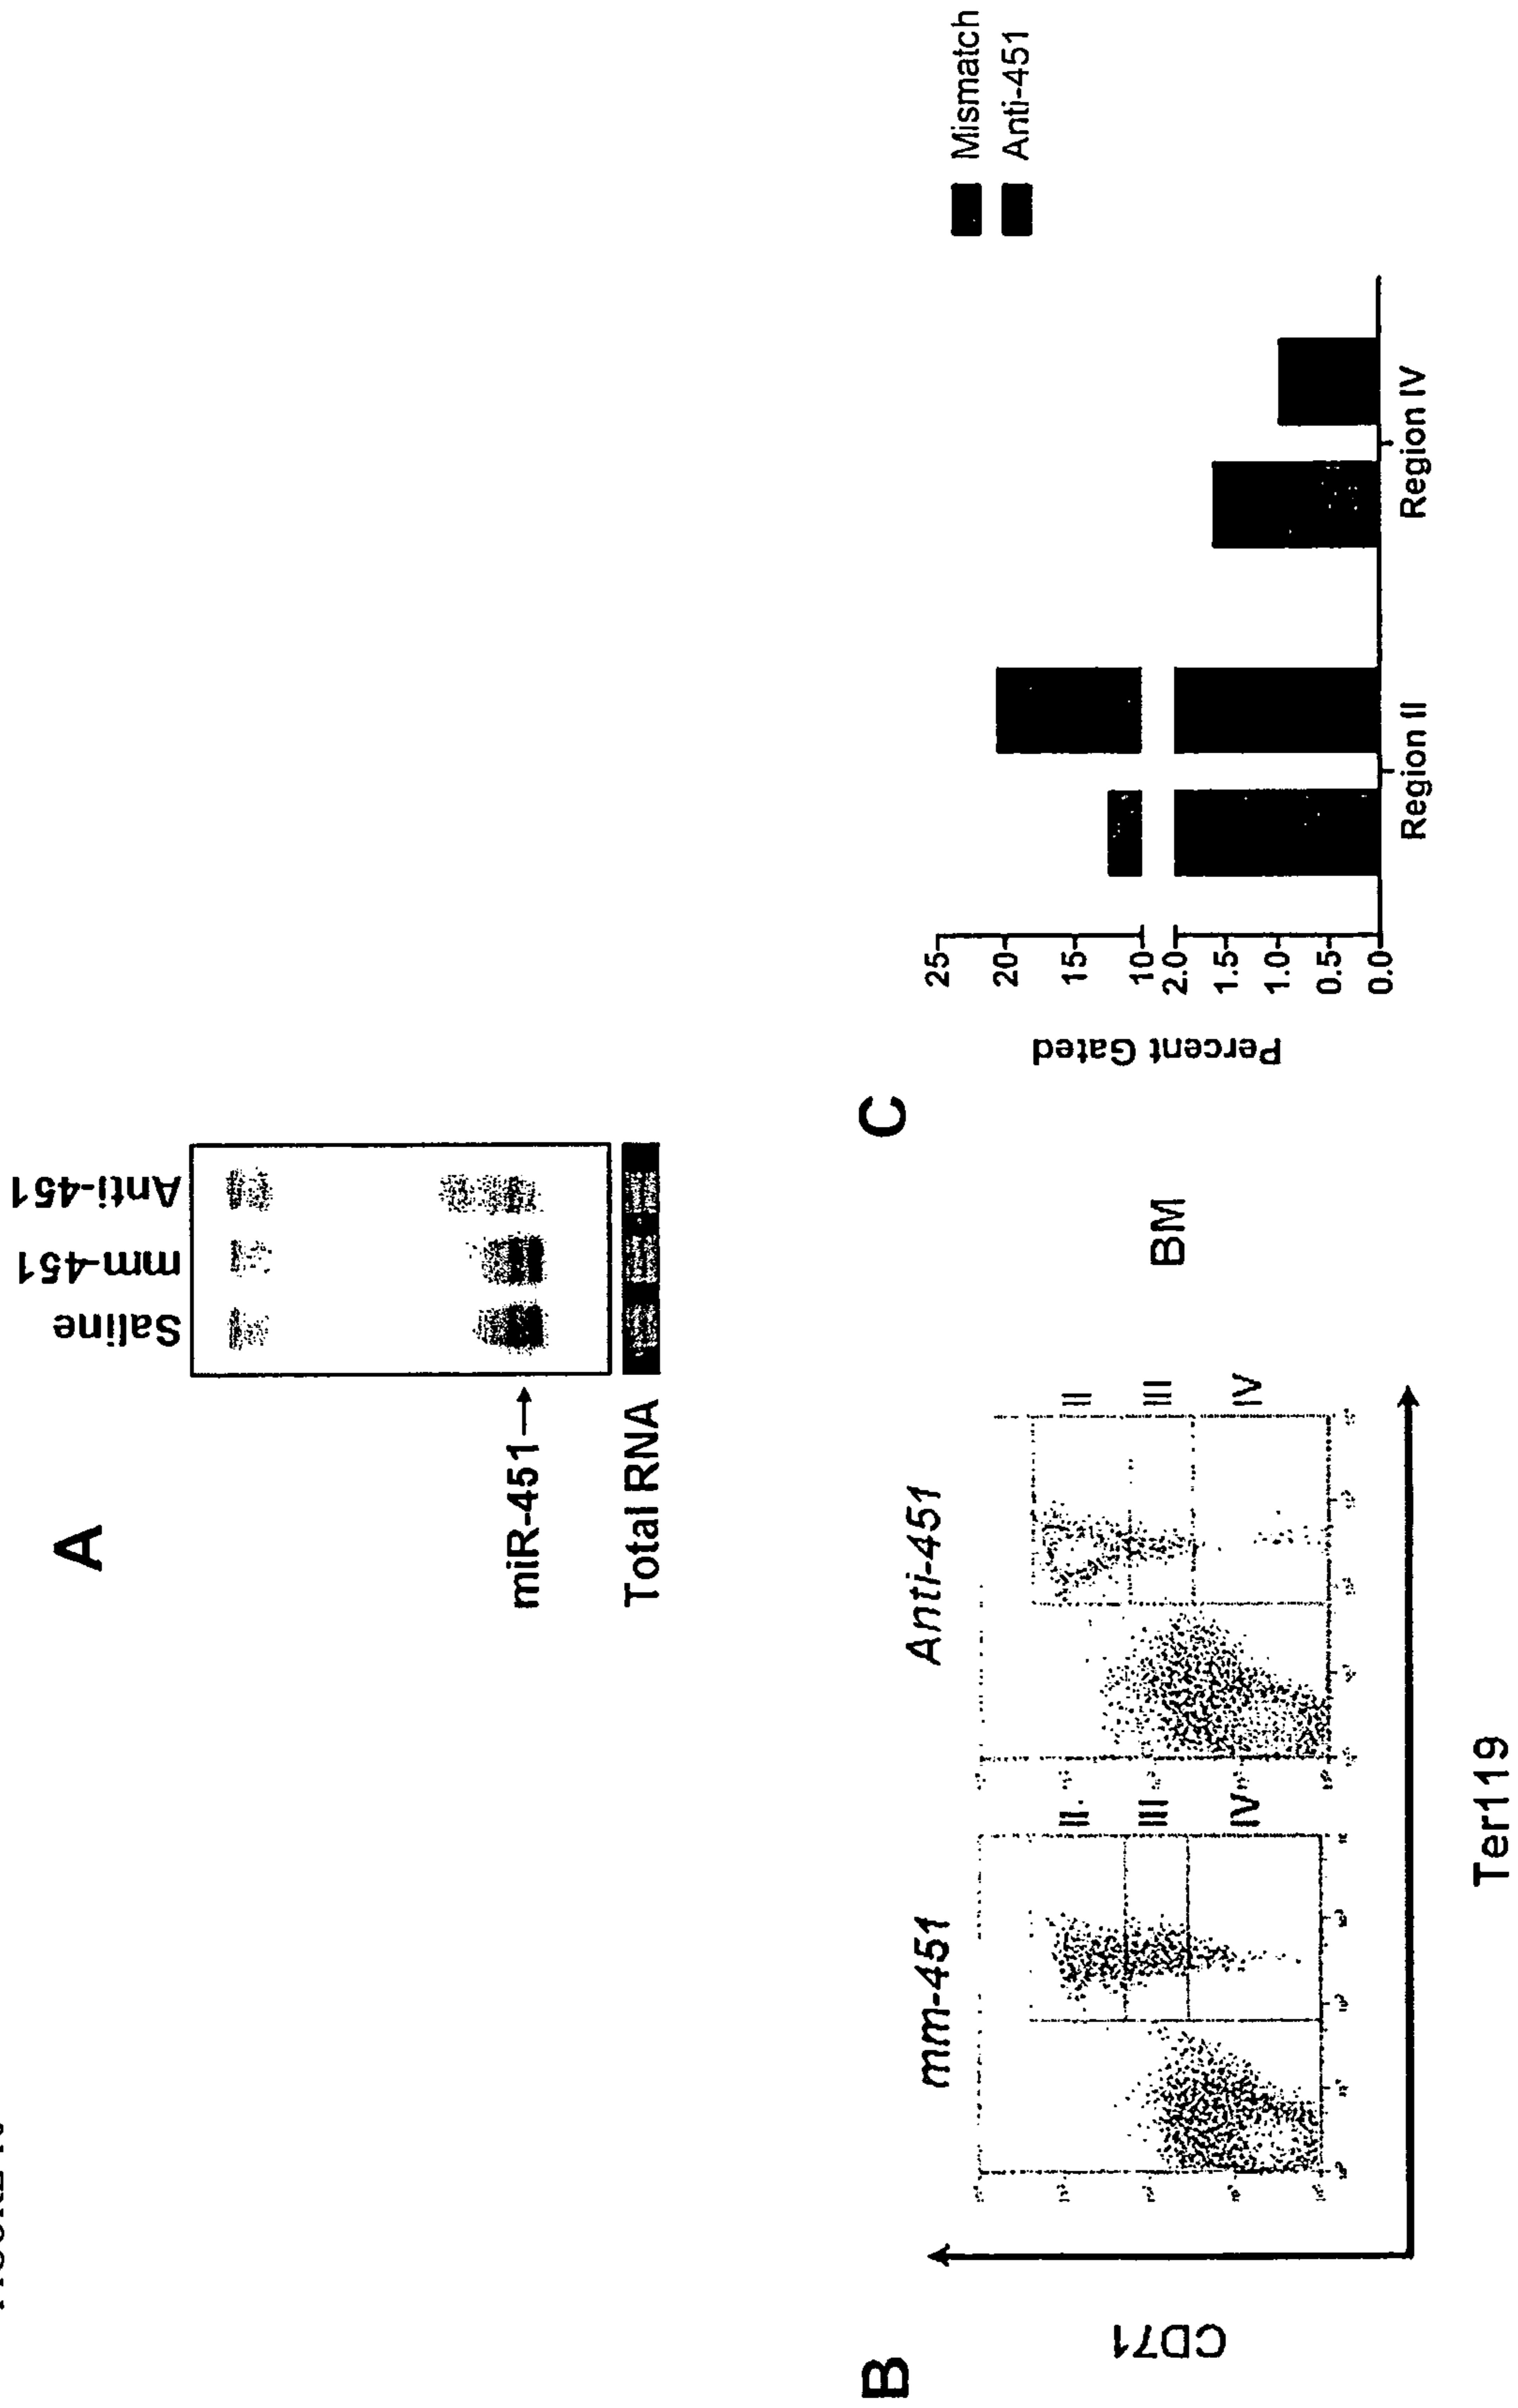 A
Saline
mm-451
Anti-451
miR-451→
Total RNA
B
CD71
mm-451
II
III
IV
Anti-451
II
III
IV
BM
Ter119
C
Percent Gated
25
20
15
10
2.0
1.5
1.0
0.5
0.0
Region II
Region IV
Mismatch
Anti-451